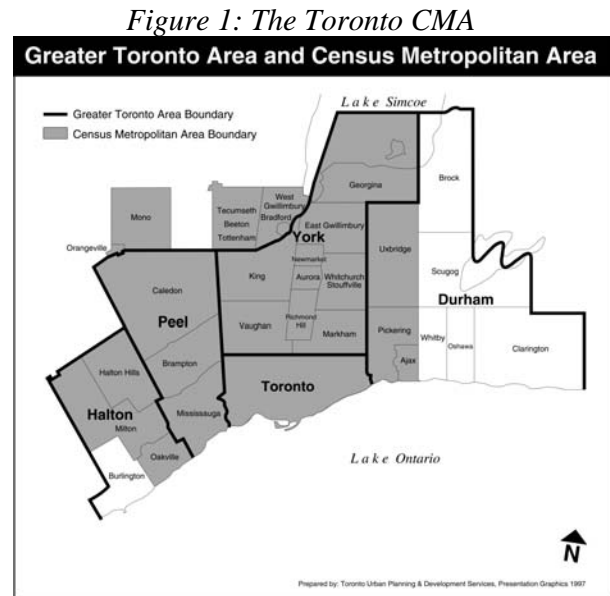 Figure 1: The Toronto CMA
Greater Toronto Area and Census Metropolitan Area
Lake Simcoe
Greater Toronto Area Boundary
Census Metropolitan Area Boundary
Brock
Georgina
Mono
West
Gwillimbury
Tecumseth
Beeton
Bradford
Tottenham
East Gwillimbury
York
Orangeville
Uxbridge
Newmarket
King
Aurora
Whitchurch
Stouffville
Scugog
Caledon
Durham
Peel
Richmond
Hill
Vaughan
Markham
Pickering
Whitby
Oshawa
Clarington
Ajax
Halton Hills
Brampton
Toronto
Halton
Mississauga
Milton
Oakville
Burlington
Lake Ontario
N
Prepared by: Toronto Urban Planning & Development Services, Presentation Graphics 1997